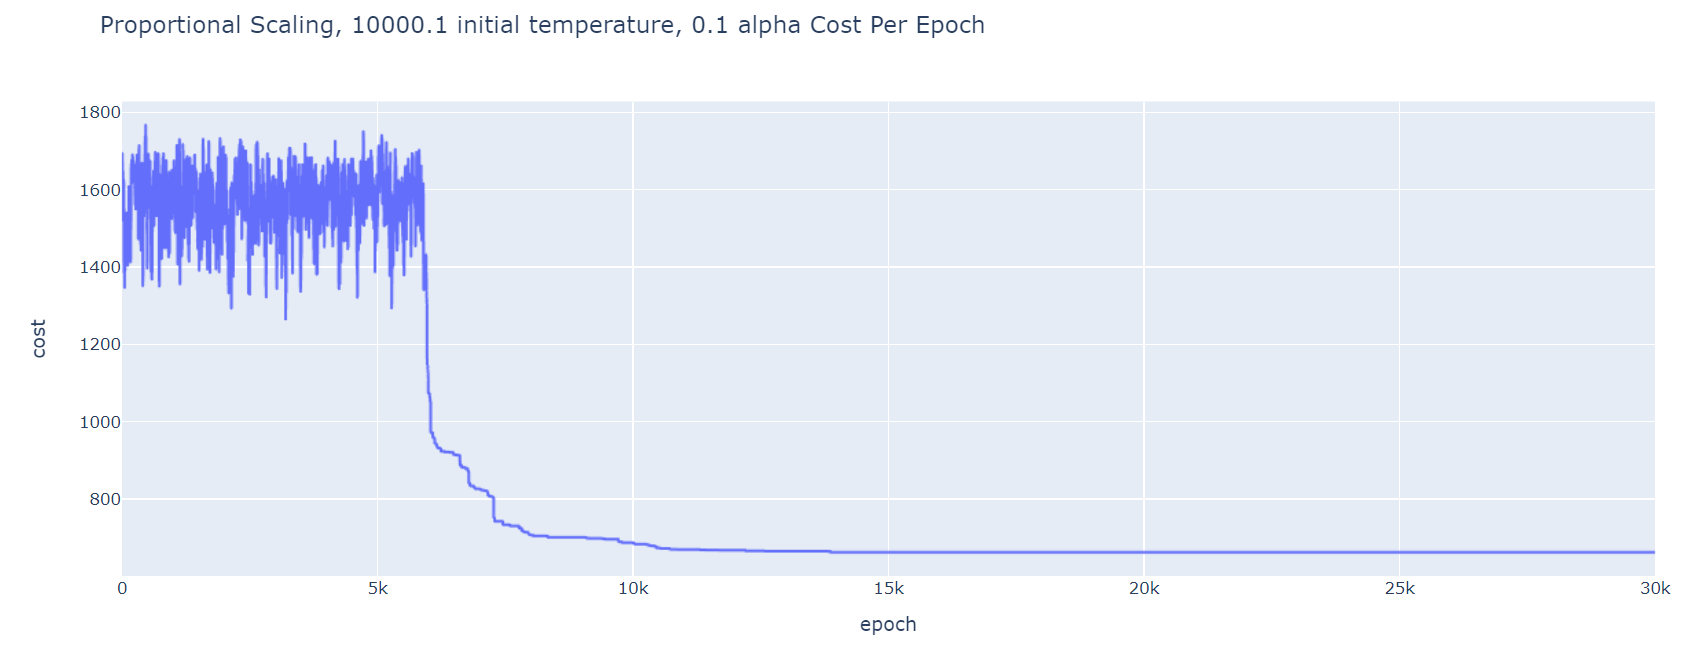 Proportional Scaling, 10000.1 initial temperature, 0.1 alpha Cost Per Epoch
1800
1600
1400
1200
1000
800
cost
0
5k
10k
15k
20k
25k
30k
epoch